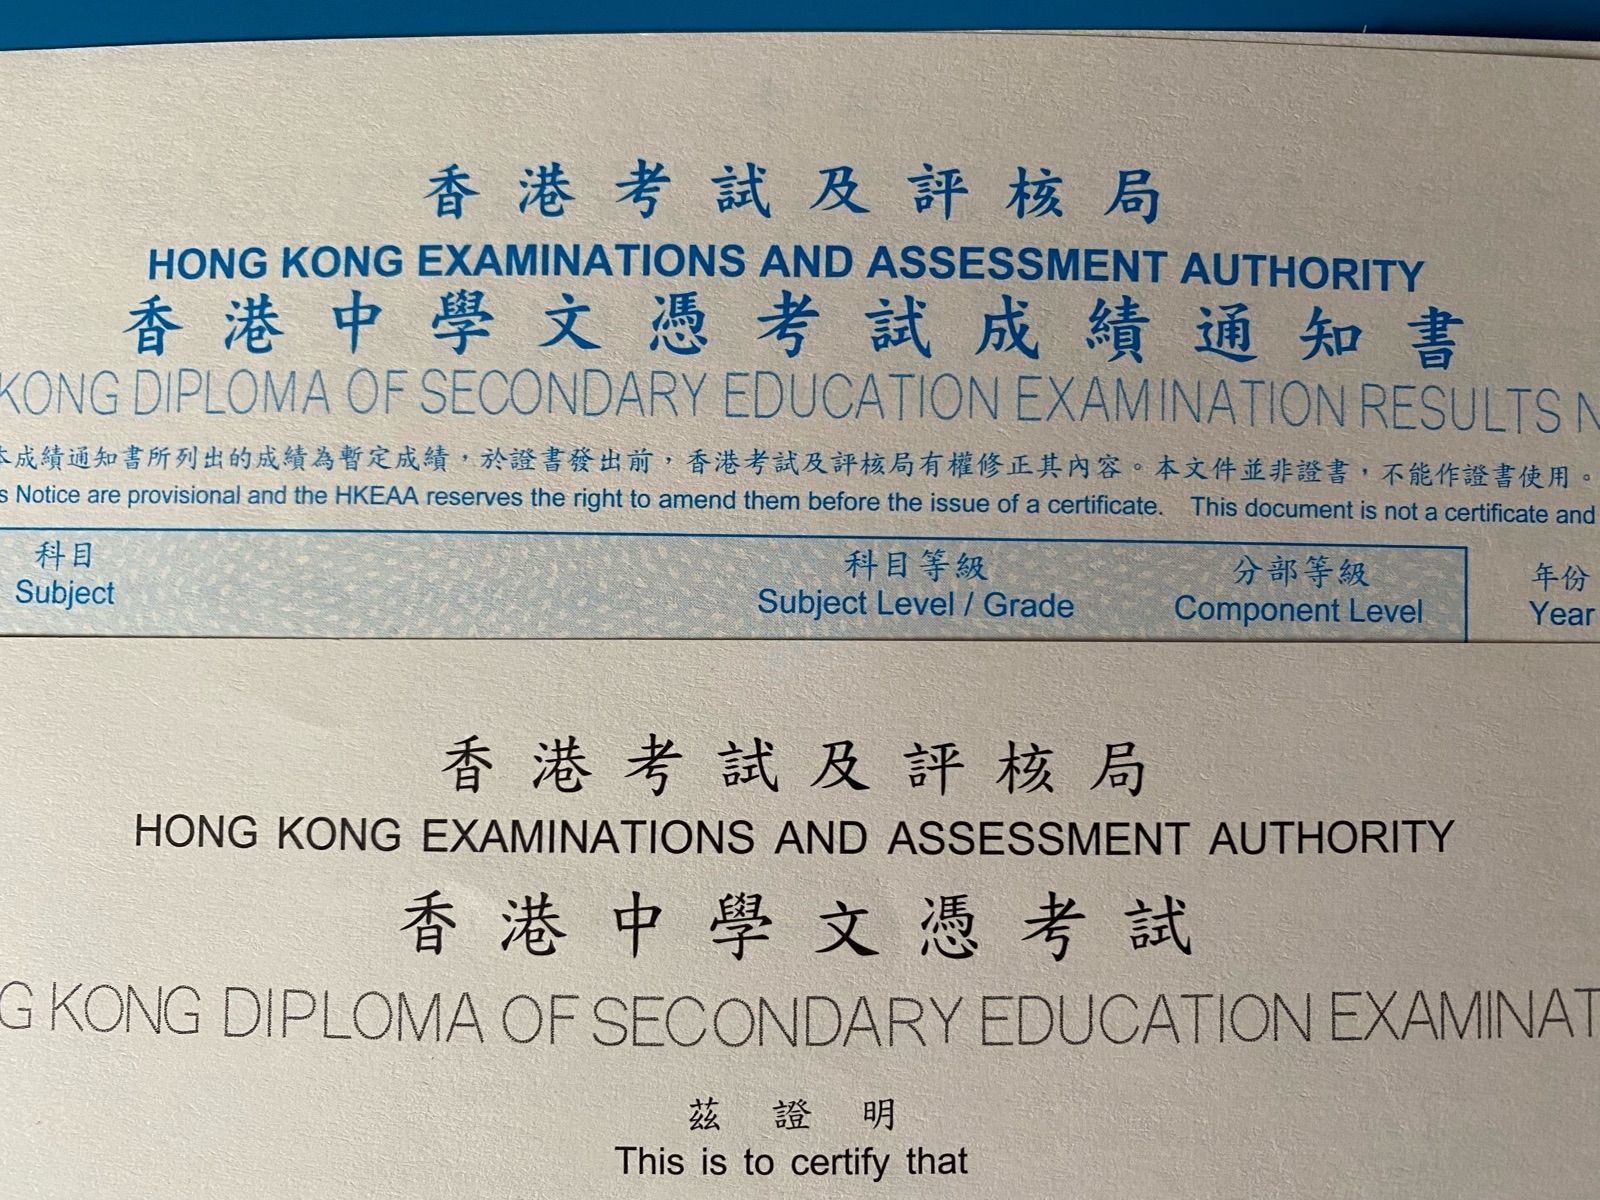 香港考試及評核局
HONG KONG EXAMINATIONS AND ASSESSMENT AUTHORITY
香港中學文憑考試成績通知書
KONG DIPLOMA OF SECONDARY EDUCATION EXAMINATION RESULTS N
本成績通知書所列出的成績為暫定成績，於證書發出前，香港考試及評核局有權修正其內容。本文件並非證書，不能作證書使用。
s Notice are provisional and the HKEAA reserves the right to amend them before the issue of a certificate. This document is not a certificate and
科目 科目等級 分部等級 年份
Subject Subject Level / Grade Component Level Year
香港考試及評核局
HONG KONG EXAMINATIONS AND ASSESSMENT AUTHORITY
香港中學文憑考試
G KONG DIPLOMA OF SECONDARY EDUCATION EXAMINAT
茲證明
This is to certify that